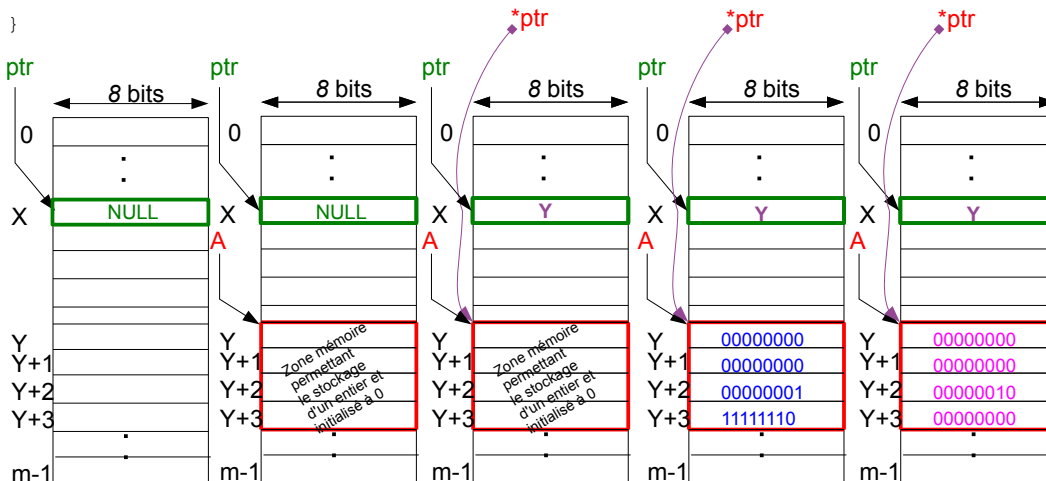 }
*ptr *ptr *ptr
ptr ptr ptr ptr ptr
8 bits 8 bits 8 bits 8 bits 8 bits
0 0 0 0 0
: : : : :
X NULL X NULL X Y X Y X Y
A A A A
Y Y Zone mémoire Y Zone mémoire Y 00000000 Y 00000000
Y+1 Y+1 permettant Y+1 permettant Y+1 00000000 Y+1 00000000
Y+2 Y+2 le stockage Y+2 le stockage Y+2 00000001 Y+2 00000010
Y+3 Y+3 d'un entier et Y+3 d'un entier et Y+3 11111110 Y+3 00000000
initialisé à 0 initialisé à 0
: : : : :
m-1 m-1 m-1 m-1 m-1